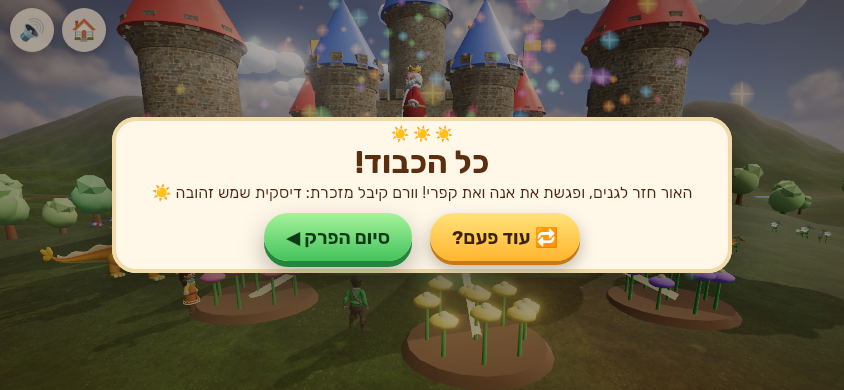 כל הכבוד!
האור חזר לגנים, ופגשת את אנה ואת קפרי! וורם קיבל מזכרת: דיסקית שמש זהובה ☀️
🔁 עוד פעם?
סיום הפרק ◀